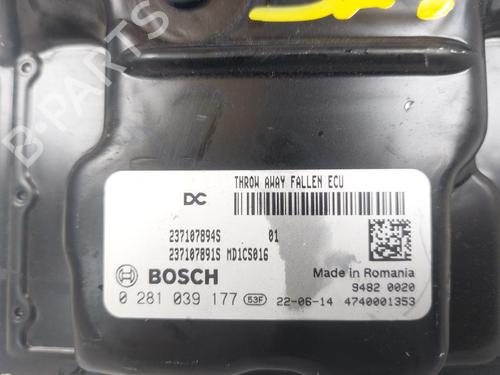 B-PARTS
THROW AWAY FALLEN ECU
DC
237107894S 01
237107891S MD1CS016
BOSCH
Made in Romania
9482 0020
0 281 039 177 53F 22-06-14 4740001353